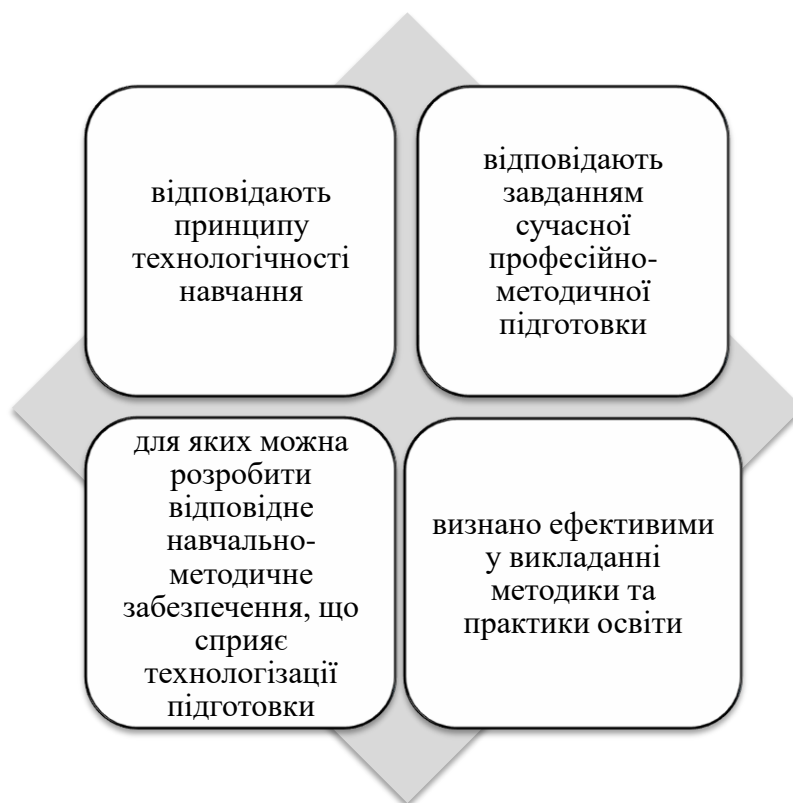 відповідають
принципу
технологічності
навчання
відповідають
завданням
сучасної
професійно-
методичної
підготовки
для яких можна
розробити
відповідне
навчально-
методичне
забезпечення, що
сприяє
технологізації
підготовки
визнано ефективими
у викладанні
методики та
практики освіти